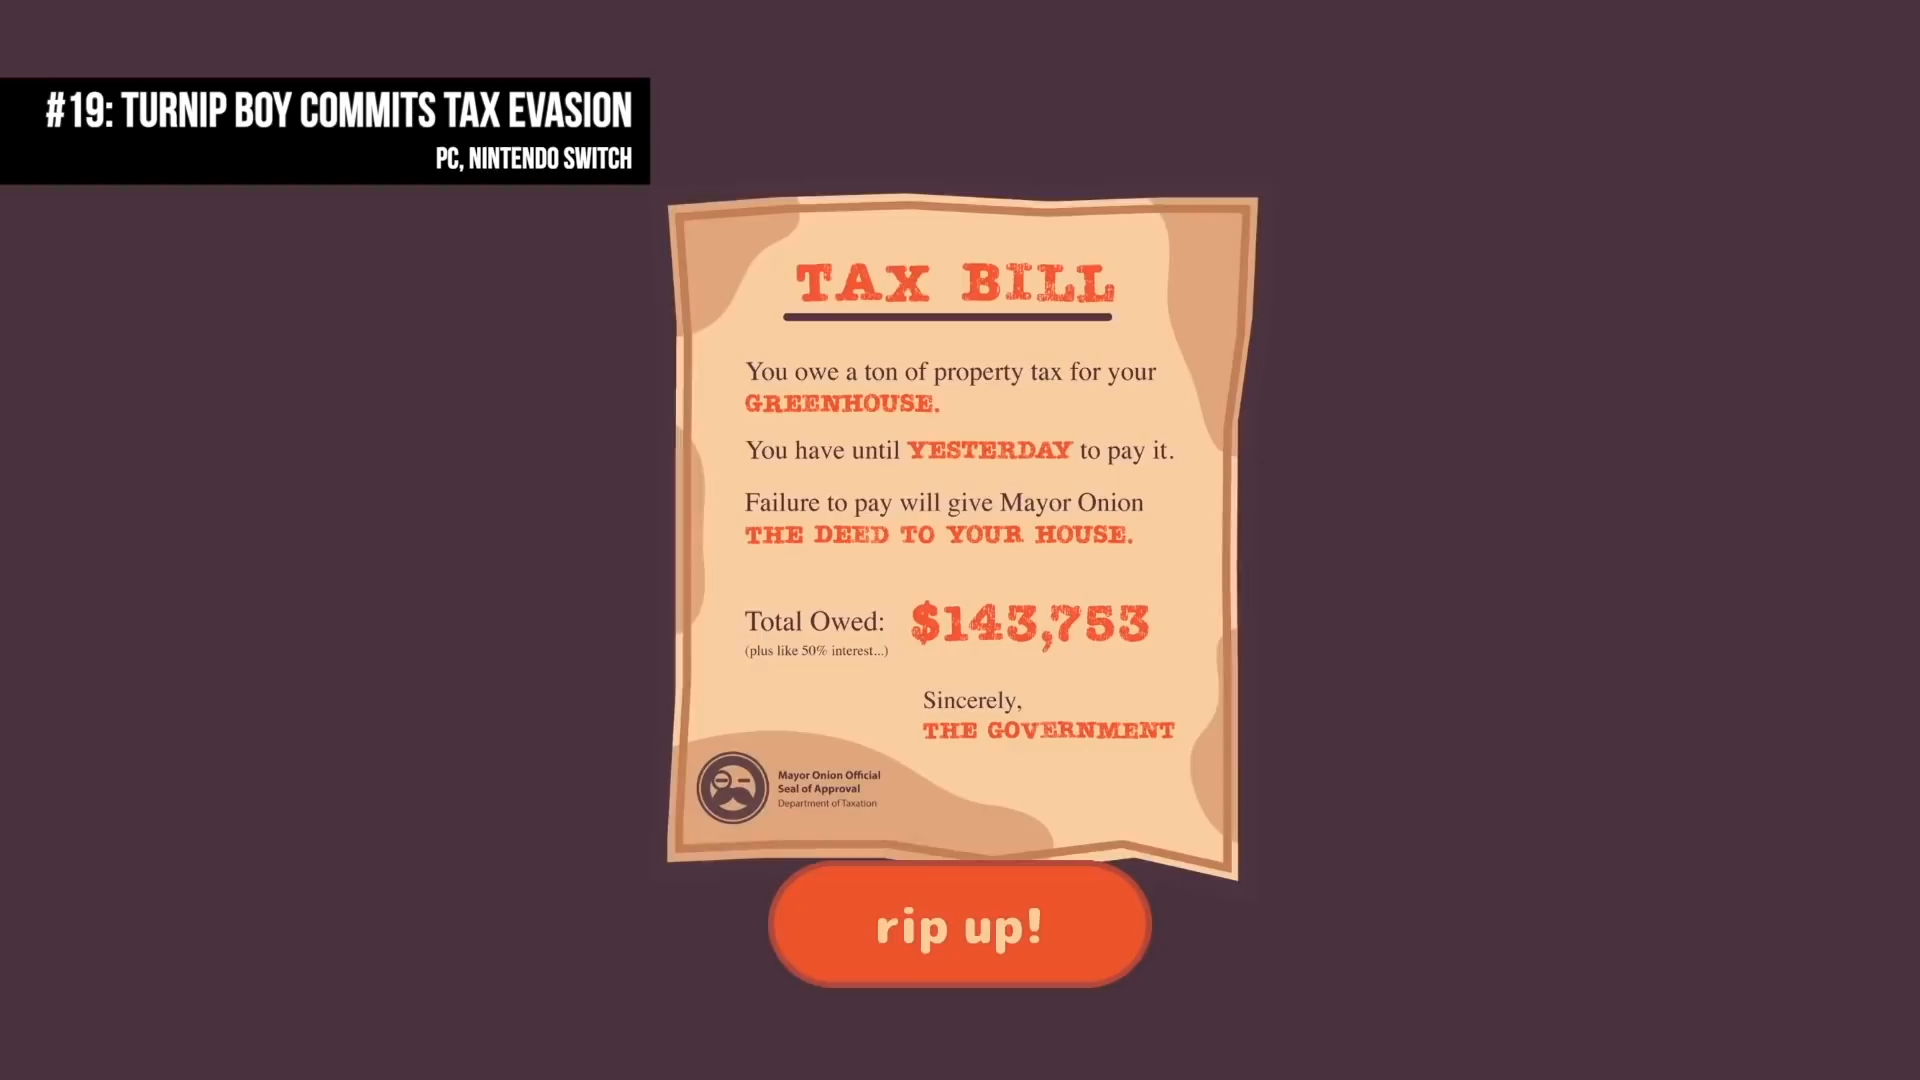 #19: TURNIP BOY COMMITS TAX EVASION
PC, NINTENDO SWITCH
TAX BILL
You owe a ton of property tax for your
GREENHOUSE.
You have until YESTERDAY to pay it.
Failure to pay will give Mayor Onion
THE DEED TO YOUR HOUSE.
Total Owed: $143,753
(plus like 50% interest...)
Sincerely,
THE GOVERNMENT
Mayor Onion Official
Seal of Approval
Department of Taxation
rip up!